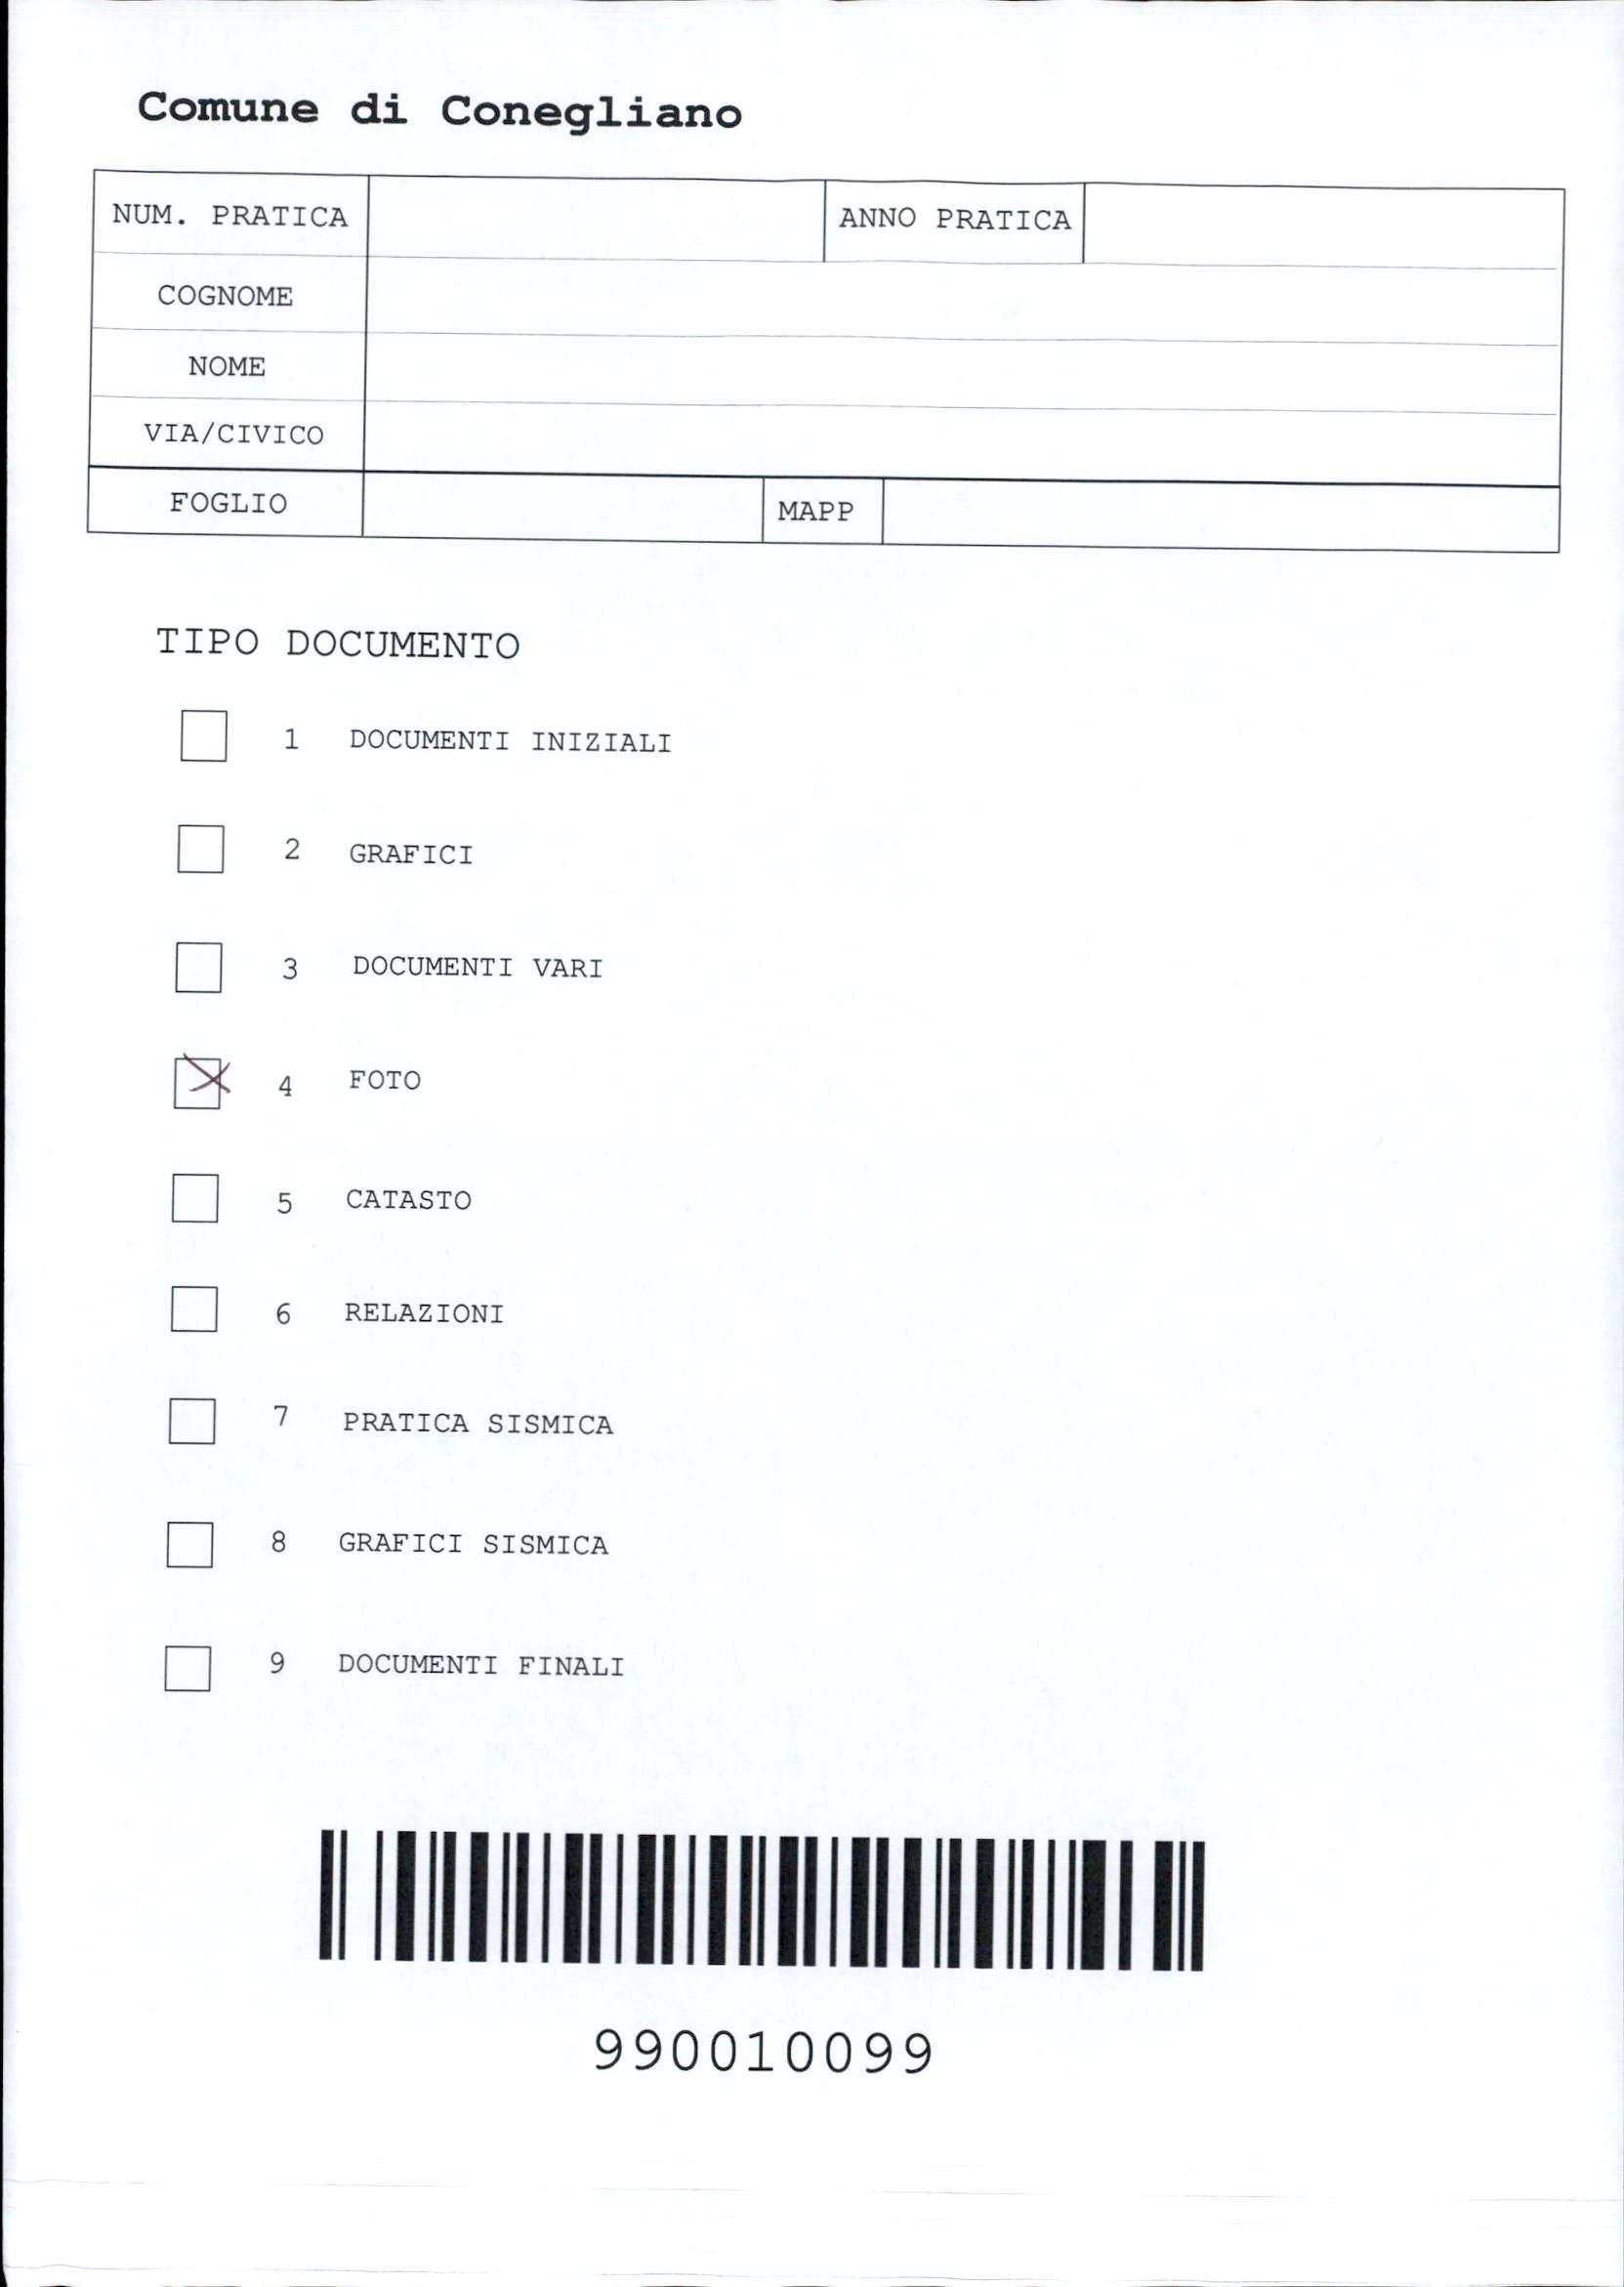 Comune di Conegliano
NUM. PRATICA ANNO PRATICA
COGNOME
NOME
VIA/CIVICO
FOGLIO MAPP
TIPO DOCUMENTO
1 DOCUMENTI INIZIALI
2 GRAFICI
3 DOCUMENTI VARI
4 FOTO
5 CATASTO
6 RELAZIONI
7 PRATICA SISMICA
8 GRAFICI SISMICA
9 DOCUMENTI FINALI
990010099